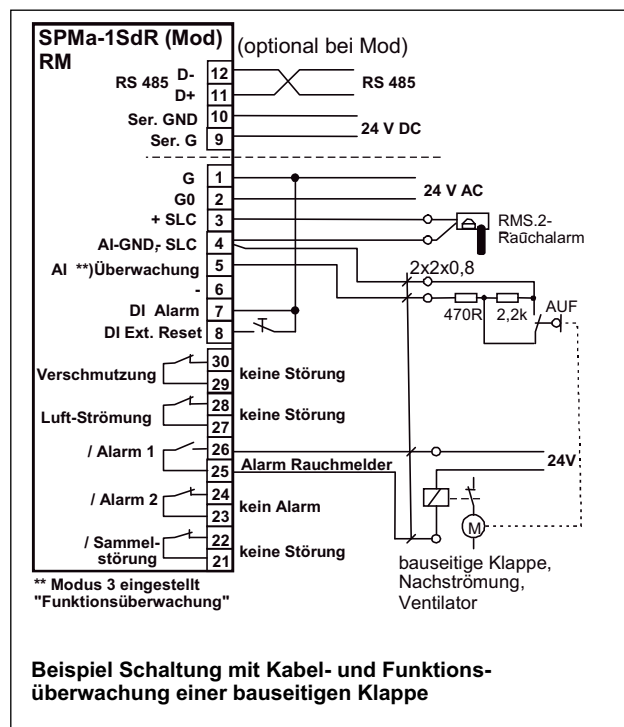 SPMa-1SdR (Mod)
RM
(optional bei Mod)
RS 485 D- 12 RS 485
D+ 11
Ser. GND 10
24 V DC
Ser. G 9
G 1
24 V AC
G0 2
+ SLC 3
RMS.2-
Raüchalarm
AI-GND,- SLC 4
AI **)Überwachung 5
2x2x0,8
- 6
470R 2,2k AUF
DI Alarm 7
DI Ext. Reset 8
30
Verschmutzung keine Störung
29
28
Luft-Strömung keine Störung
27
/ Alarm 1 26
24V
25 Alarm Rauchmelder
/ Alarm 2 24
kein Alarm
23
/ Sammel-
störung
22
keine Störung
21
M
bauseitige Klappe,
Nachströmung,
Ventilator
** Modus 3 eingestellt
"Funktionsüberwachung"
Beispiel Schaltung mit Kabel- und Funktions-
überwachung einer bauseitigen Klappe